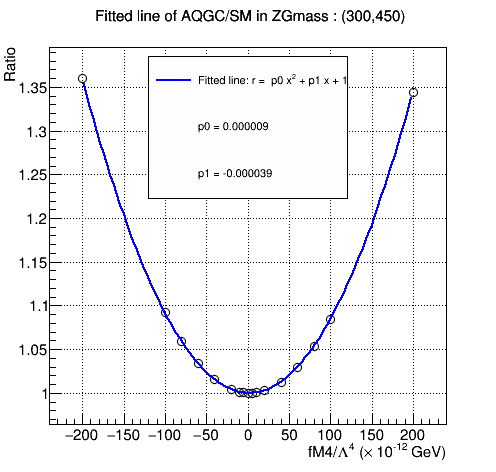 Fitted line of AQGC/SM in ZGmass : (300,450)
Ratio
Fitted line: r = p0 x² + p1 x + 1
p0 = 0.000009
p1 = -0.000039
1.35
1.3
1.25
1.2
1.15
1.1
1.05
1
−200 −150 −100 −50 0 50 100 150 200
fM4/Λ⁴ (× 10⁻¹² GeV)